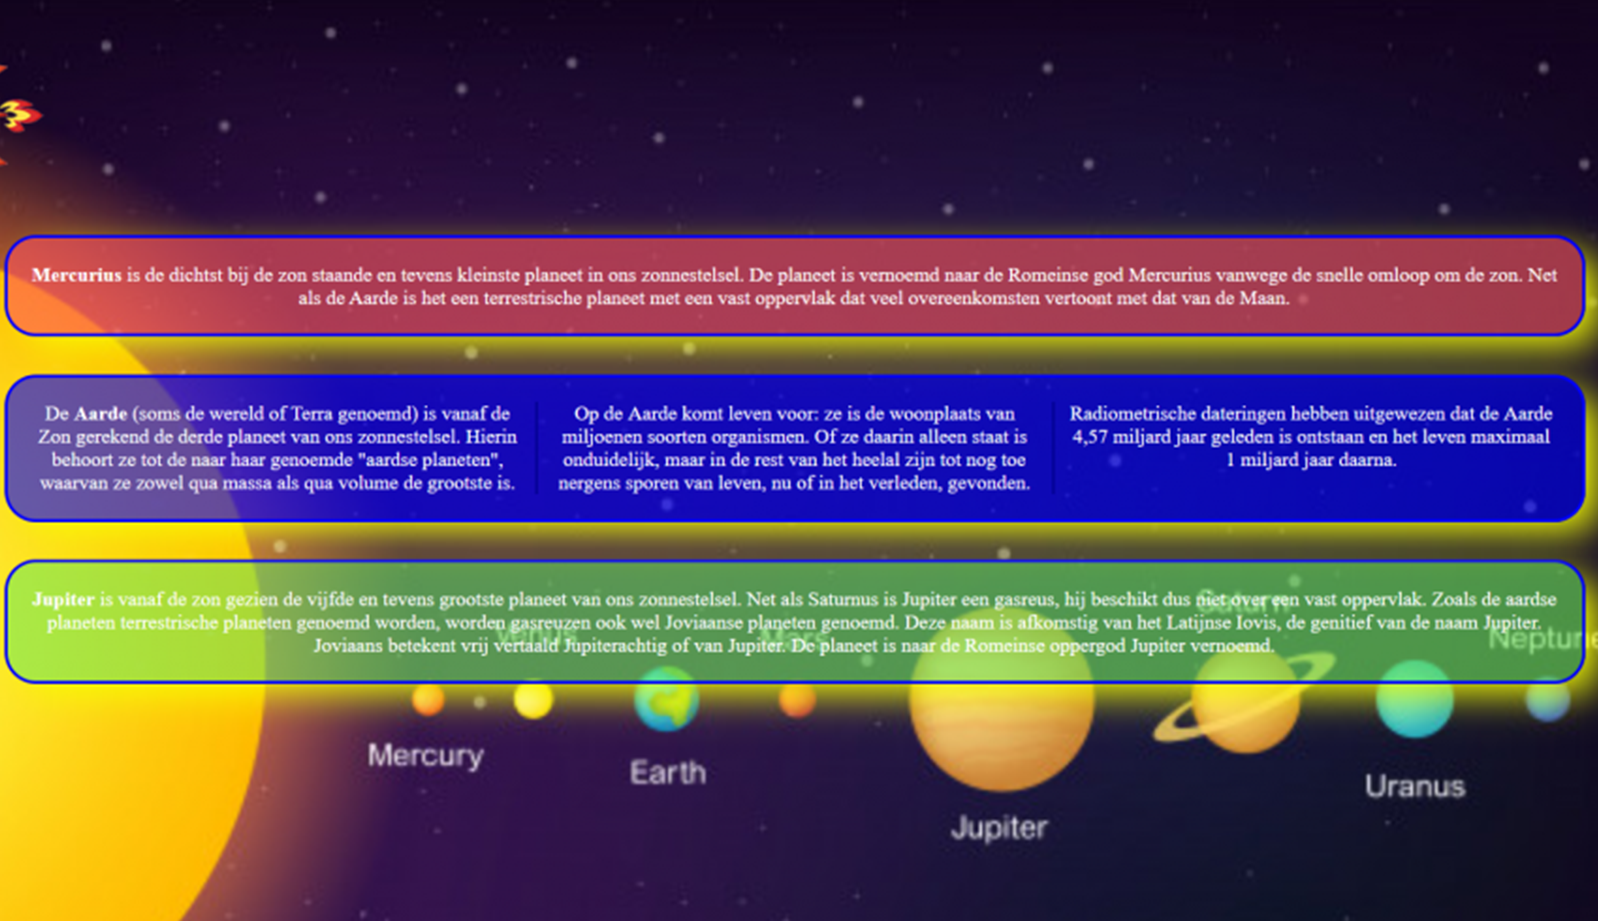 Mercurius is de dichtst bij de zon staande en tevens kleinste planeet in ons zonnestelsel. De planeet is vernoemd naar de Romeinse god Mercurius vanwege de snelle omloop om de zon. Net
als de Aarde is het een terrestrische planeet met een vast oppervlak dat veel overeenkomsten vertoont met dat van de Maan.
De Aarde (soms de wereld of Terra genoemd) is vanaf de
Zon gerekend de derde planeet van ons zonnestelsel. Hierin
behoort ze tot de naar haar genoemde "aardse planeten",
waarvan ze zowel qua massa als qua volume de grootste is.
Op de Aarde komt leven voor: ze is de woonplaats van
miljoenen soorten organismen. Of ze daarin alleen staat is
onduidelijk, maar in de rest van het heelal zijn tot nog toe
nergens sporen van leven, nu of in het verleden, gevonden.
Radiometrische dateringen hebben uitgewezen dat de Aarde
4,57 miljard jaar geleden is ontstaan en het leven maximaal
1 miljard jaar daarna.
Jupiter is vanaf de zon gezien de vijfde en tevens grootste planeet van ons zonnestelsel. Net als Saturnus is Jupiter een gasreus, hij beschikt dus niet over een vast oppervlak. Zoals de aardse
planeten terrestrische planeten genoemd worden, worden gasreuzen ook wel Joviaanse planeten genoemd. Deze naam is afkomstig van het Latijnse Iovis, de genitief van de naam Jupiter.
Joviaans betekent vrij vertaald Jupiterachtig of van Jupiter. De planeet is naar de Romeinse oppergod Jupiter vernoemd.
Saturn
Venus
Mars
Neptune
Mercury
Earth
Jupiter
Uranus